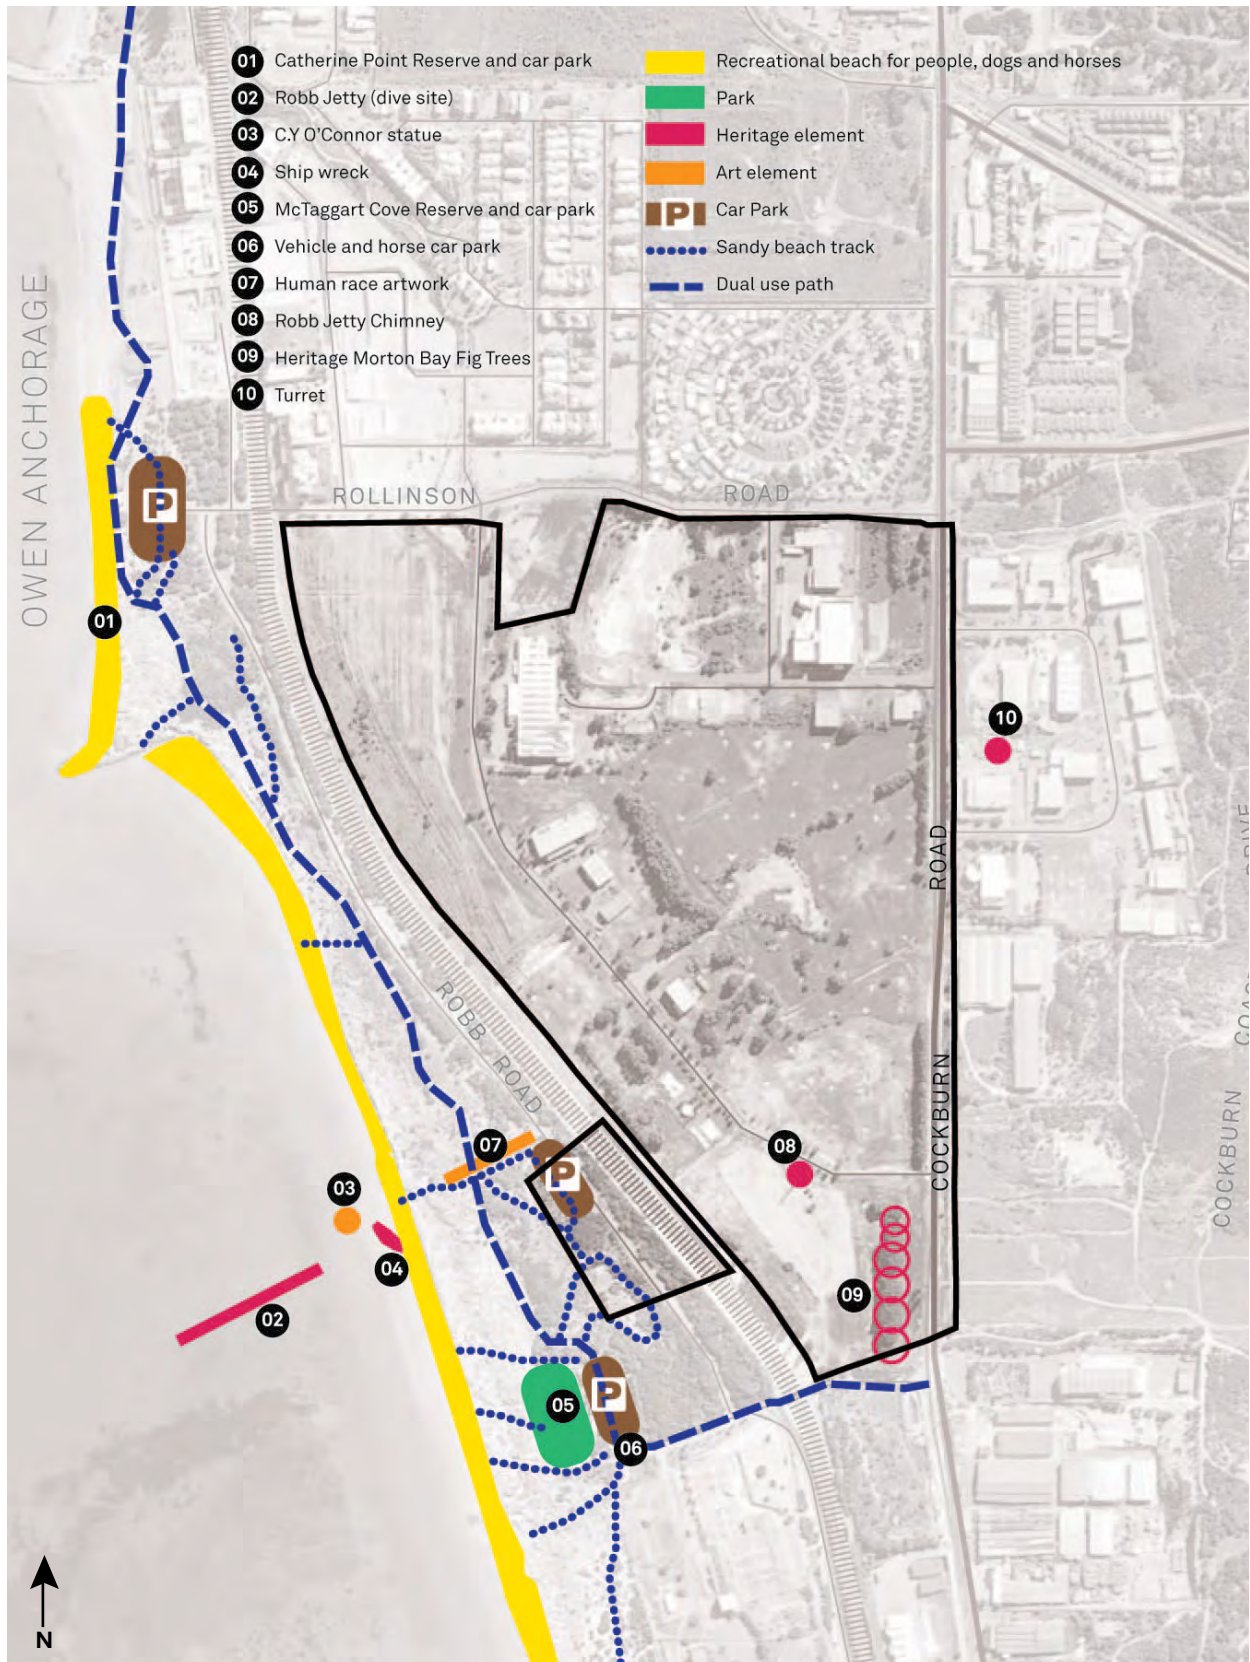 01 Catherine Point Reserve and car park
02 Robb Jetty (dive site)
03 C.Y O'Connor statue
04 Ship wreck
05 McTaggart Cove Reserve and car park
06 Vehicle and horse car park
07 Human race artwork
08 Robb Jetty Chimney
09 Heritage Morton Bay Fig Trees
10 Turret
Recreational beach for people, dogs and horses
Park
Heritage element
Art element
P Car Park
Sandy beach track
Dual use path
OWEN ANCHORAGE
ROLLINSON ROAD
P
01
10
COCKBURN ROAD
COCKBURN
ROBB ROAD
07
P
08
03
04
02
09
05
P
06
N